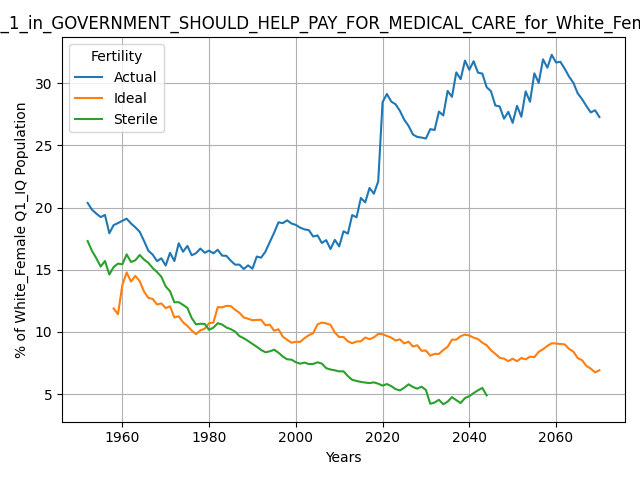 _1_in_GOVERNMENT_SHOULD_HELP_PAY_FOR_MEDICAL_CARE_for_White_Fem
Fertility
Actual
Ideal
Sterile
% of White_Female Q1_IQ Population
30
25
20
15
10
5
1960 1980 2000 2020 2040 2060
Years